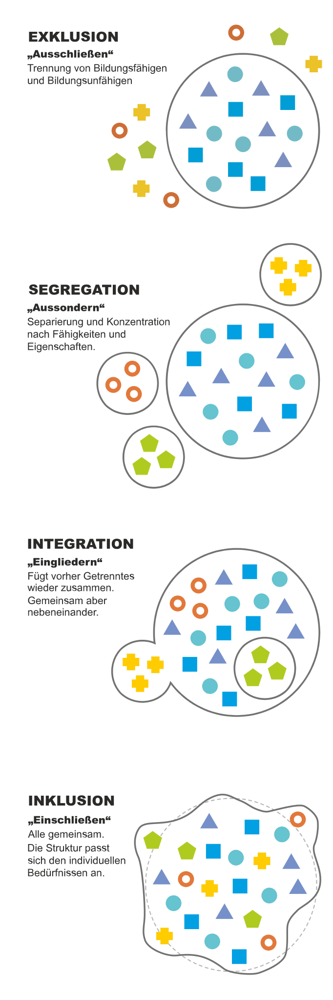 EXKLUSION
„Ausschließen“
Trennung von Bildungsfähigen
und Bildungsunfähigen
SEGREGATION
„Aussondern“
Separierung und Konzentration
nach Fähigkeiten und
Eigenschaften.
INTEGRATION
„Eingliedern“
Fügt vorher Getrenntes
wieder zusammen.
Gemeinsam aber
nebeneinander.
INKLUSION
„Einschließen“
Alle gemeinsam.
Die Struktur passt
sich den individuellen
Bedürfnissen an.